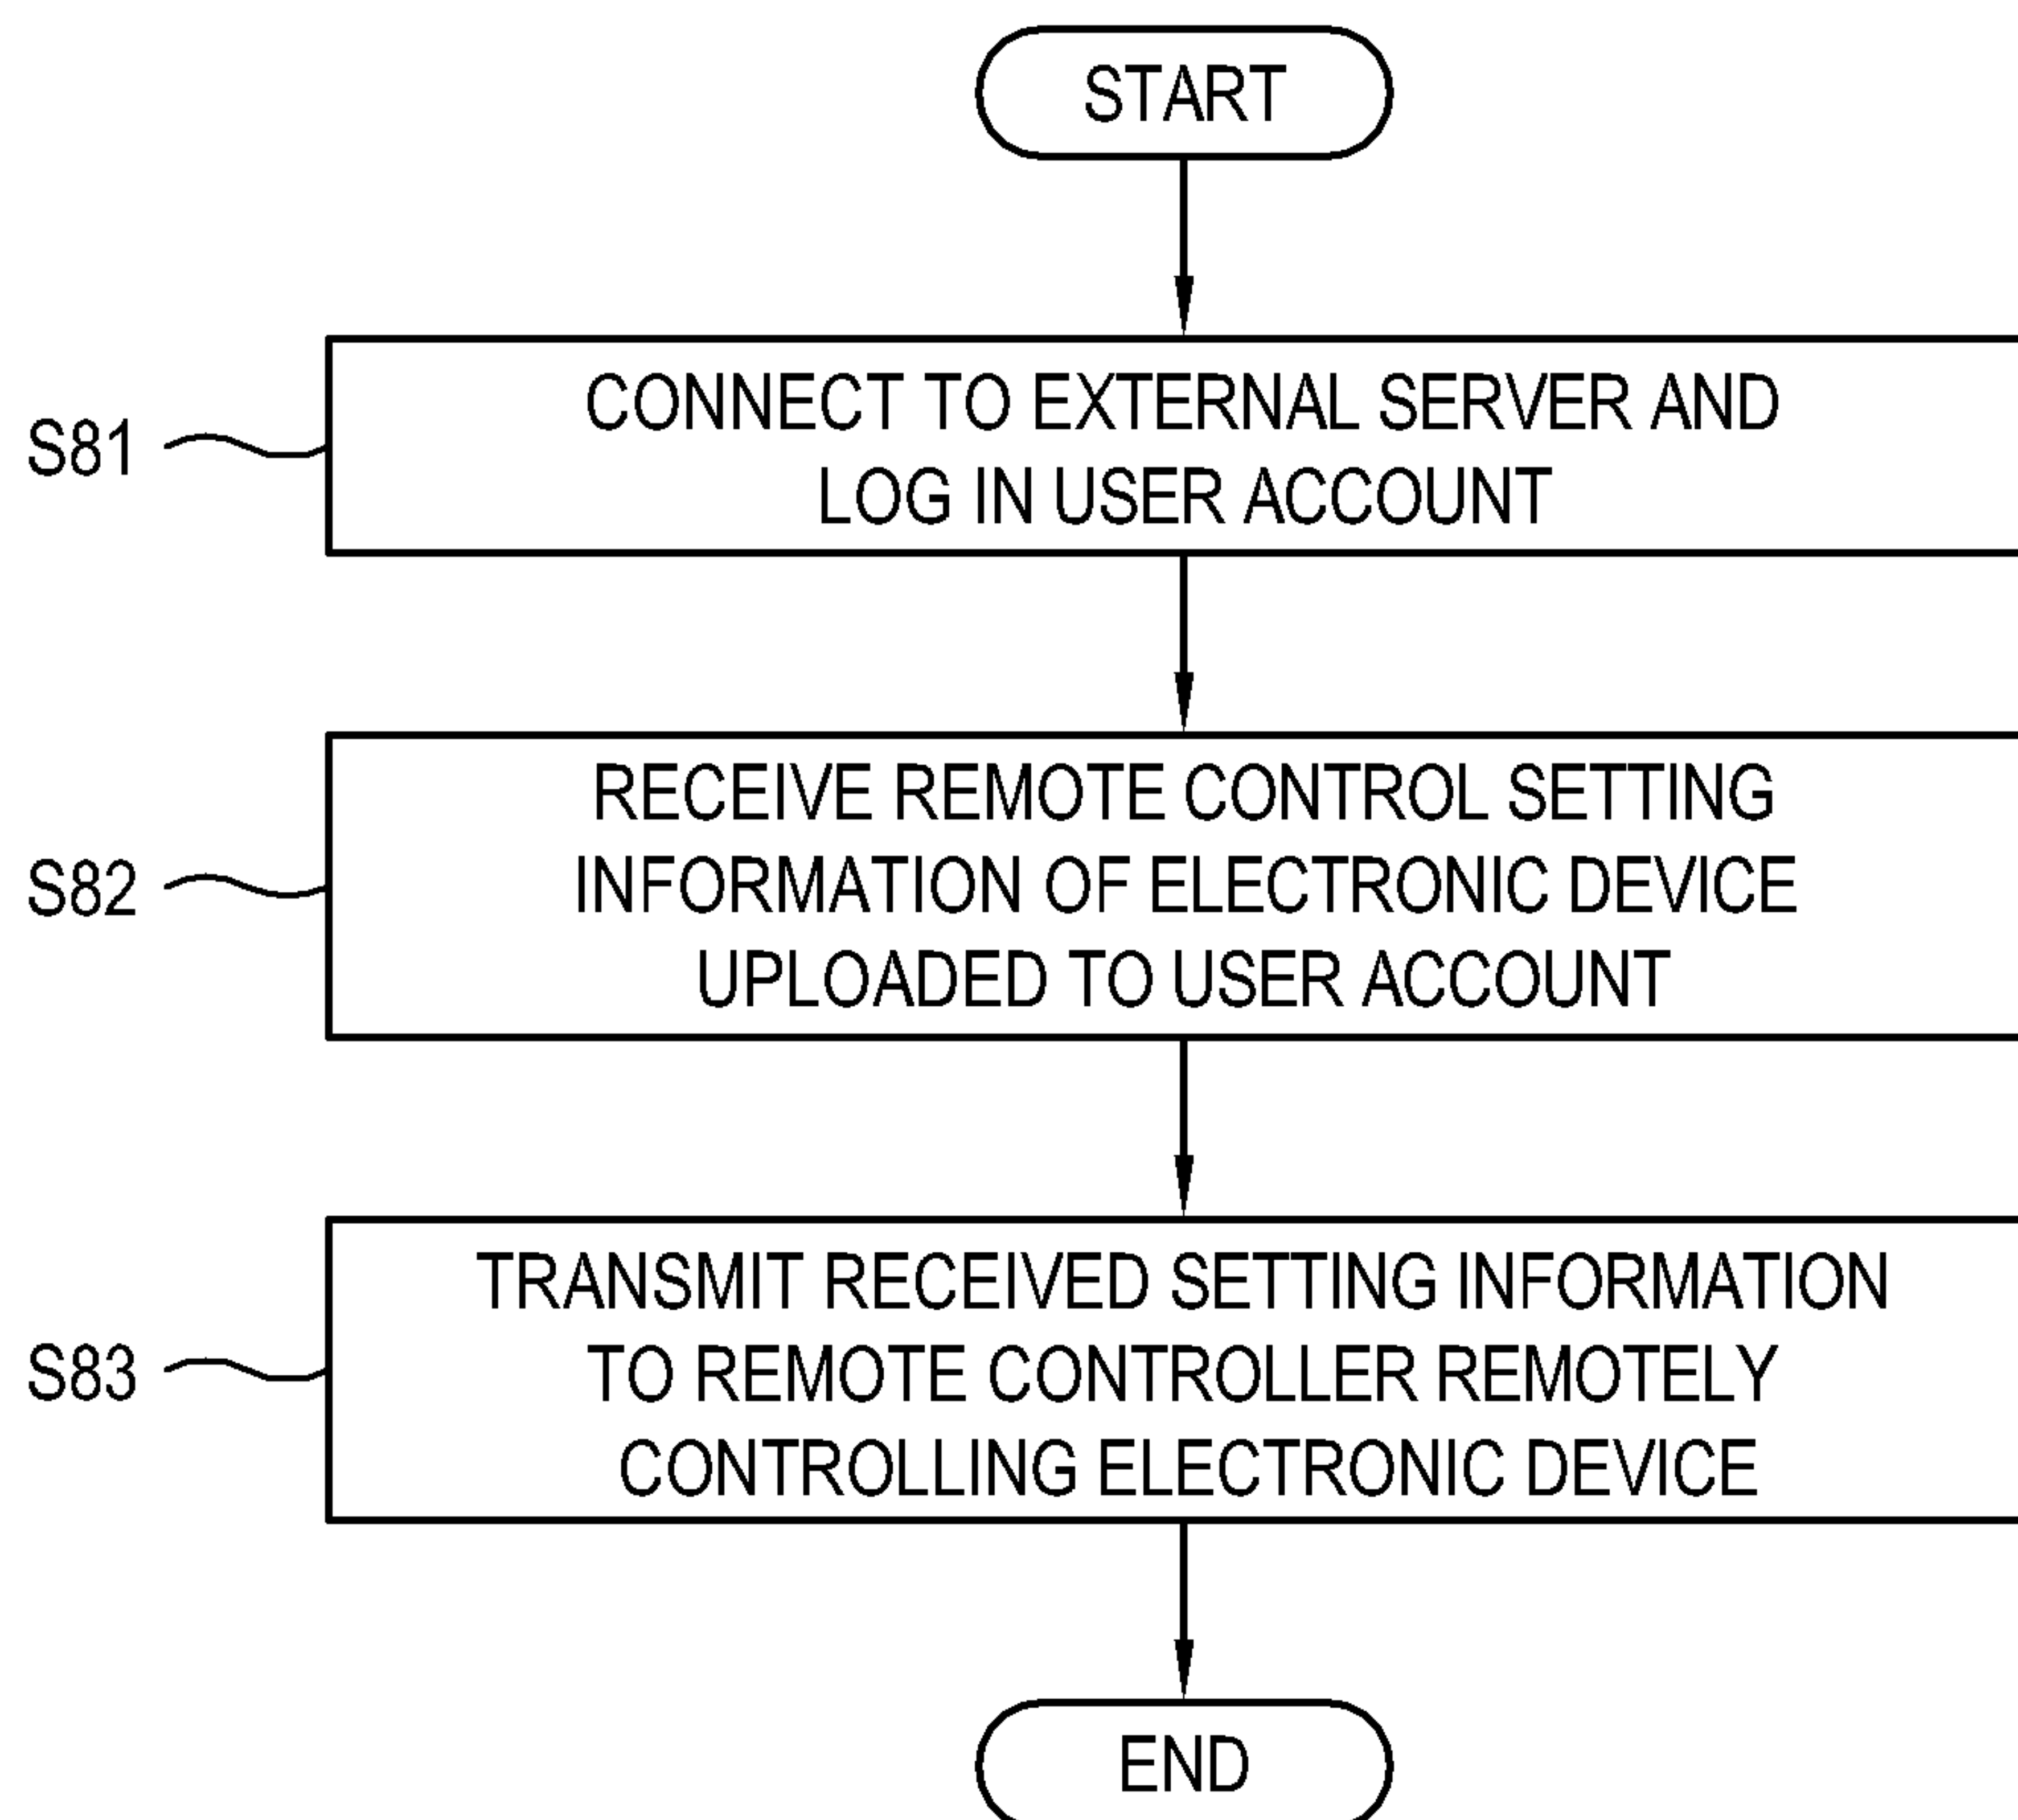 START
S81
CONNECT TO EXTERNAL SERVER AND
LOG IN USER ACCOUNT
S82
RECEIVE REMOTE CONTROL SETTING
INFORMATION OF ELECTRONIC DEVICE
UPLOADED TO USER ACCOUNT
S83
TRANSMIT RECEIVED SETTING INFORMATION
TO REMOTE CONTROLLER REMOTELY
CONTROLLING ELECTRONIC DEVICE
END